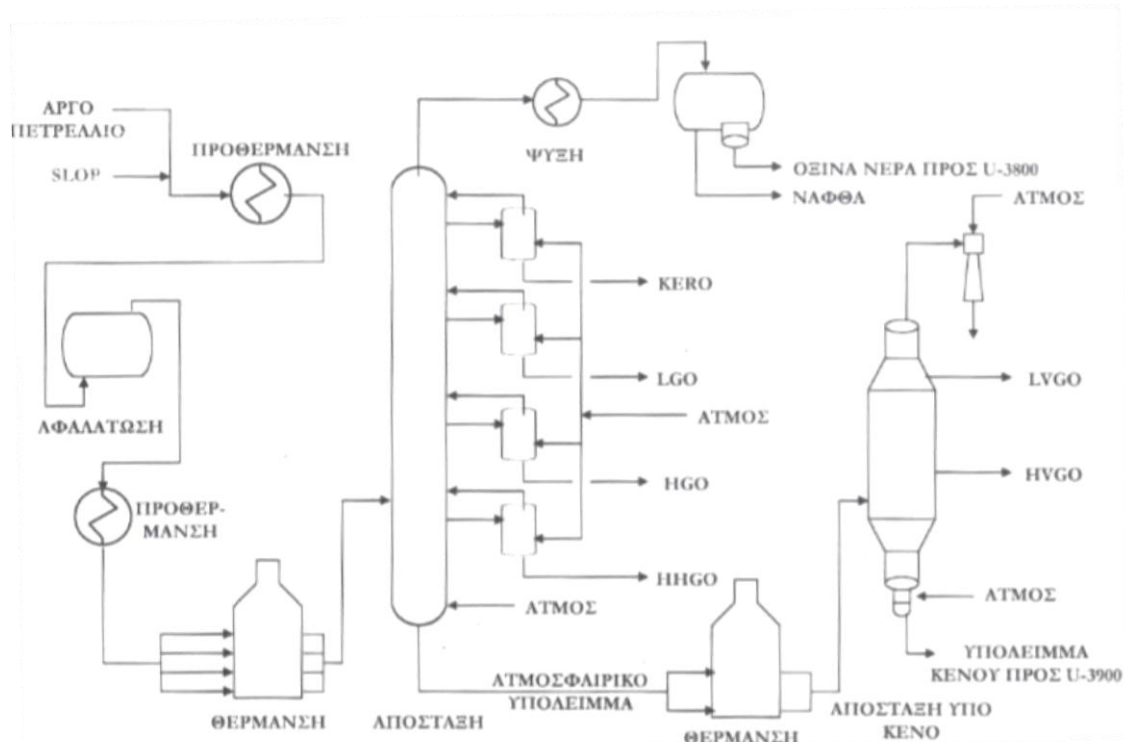 ΑΡΓΟ
ΠΕΤΡΕΛΑΙΟ
SLOP
ΠΡΟΘΕΡΜΑΝΣΗ
ΨΥΞΗ
ΟΞΙΝΑ ΝΕΡΑ ΠΡΟΣ U-3800
ΝΑΦΘΑ
ΑΤΜΟΣ
KERO
LGO
ΑΤΜΟΣ
HGO
HHGO
ΑΤΜΟΣ
LVGO
HVGO
ΑΤΜΟΣ
ΥΠΟΛΕΙΜΜΑ
ΚΕΝΟΥ ΠΡΟΣ U-3900
ΑΦΑΛΑΤΩΣΗ
ΠΡΟΘΕΡ-
ΜΑΝΣΗ
ΘΕΡΜΑΝΣΗ
ΑΠΟΣΤΑΞΗ
ΑΤΜΟΣΦΑΙΡΙΚΟ
ΥΠΟΛΕΙΜΜΑ
ΘΕΡΜΑΝΣΗ
ΑΠΟΣΤΑΞΗ ΥΠΟ
ΚΕΝΟ